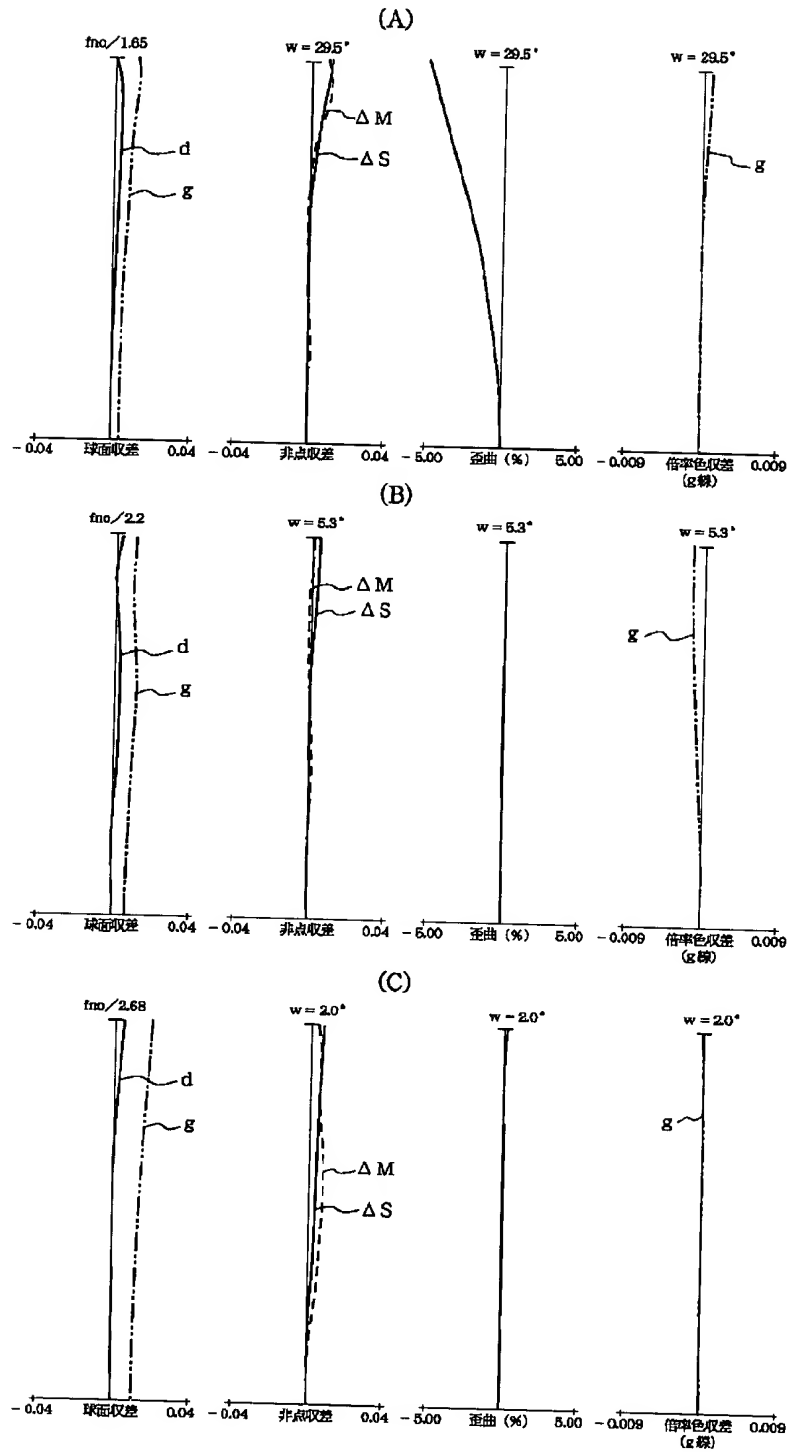 (A)
fno/1.65
w = 29.5°
w = 29.5°
w = 29.5°
ΔM
d
ΔS
g
g
-0.04 球面収差 0.04
-0.04 非点収差 0.04
-5.00 歪曲 (%) 5.00
-0.009 倍率色収差 0.009
(g線)
(B)
fno/2.2
w = 5.3°
w = 5.3°
w = 5.3°
ΔM
ΔS
d
g
g
-0.04 球面収差 0.04
-0.04 非点収差 0.04
-5.00 歪曲 (%) 5.00
-0.009 倍率色収差 0.009
(g線)
(C)
fno/2.68
w = 2.0°
w = 2.0°
w = 2.0°
d
g
g
ΔM
ΔS
-0.04 球面収差 0.04
-0.04 非点収差 0.04
-5.00 歪曲 (%) 5.00
-0.009 倍率色収差 0.009
(g線)